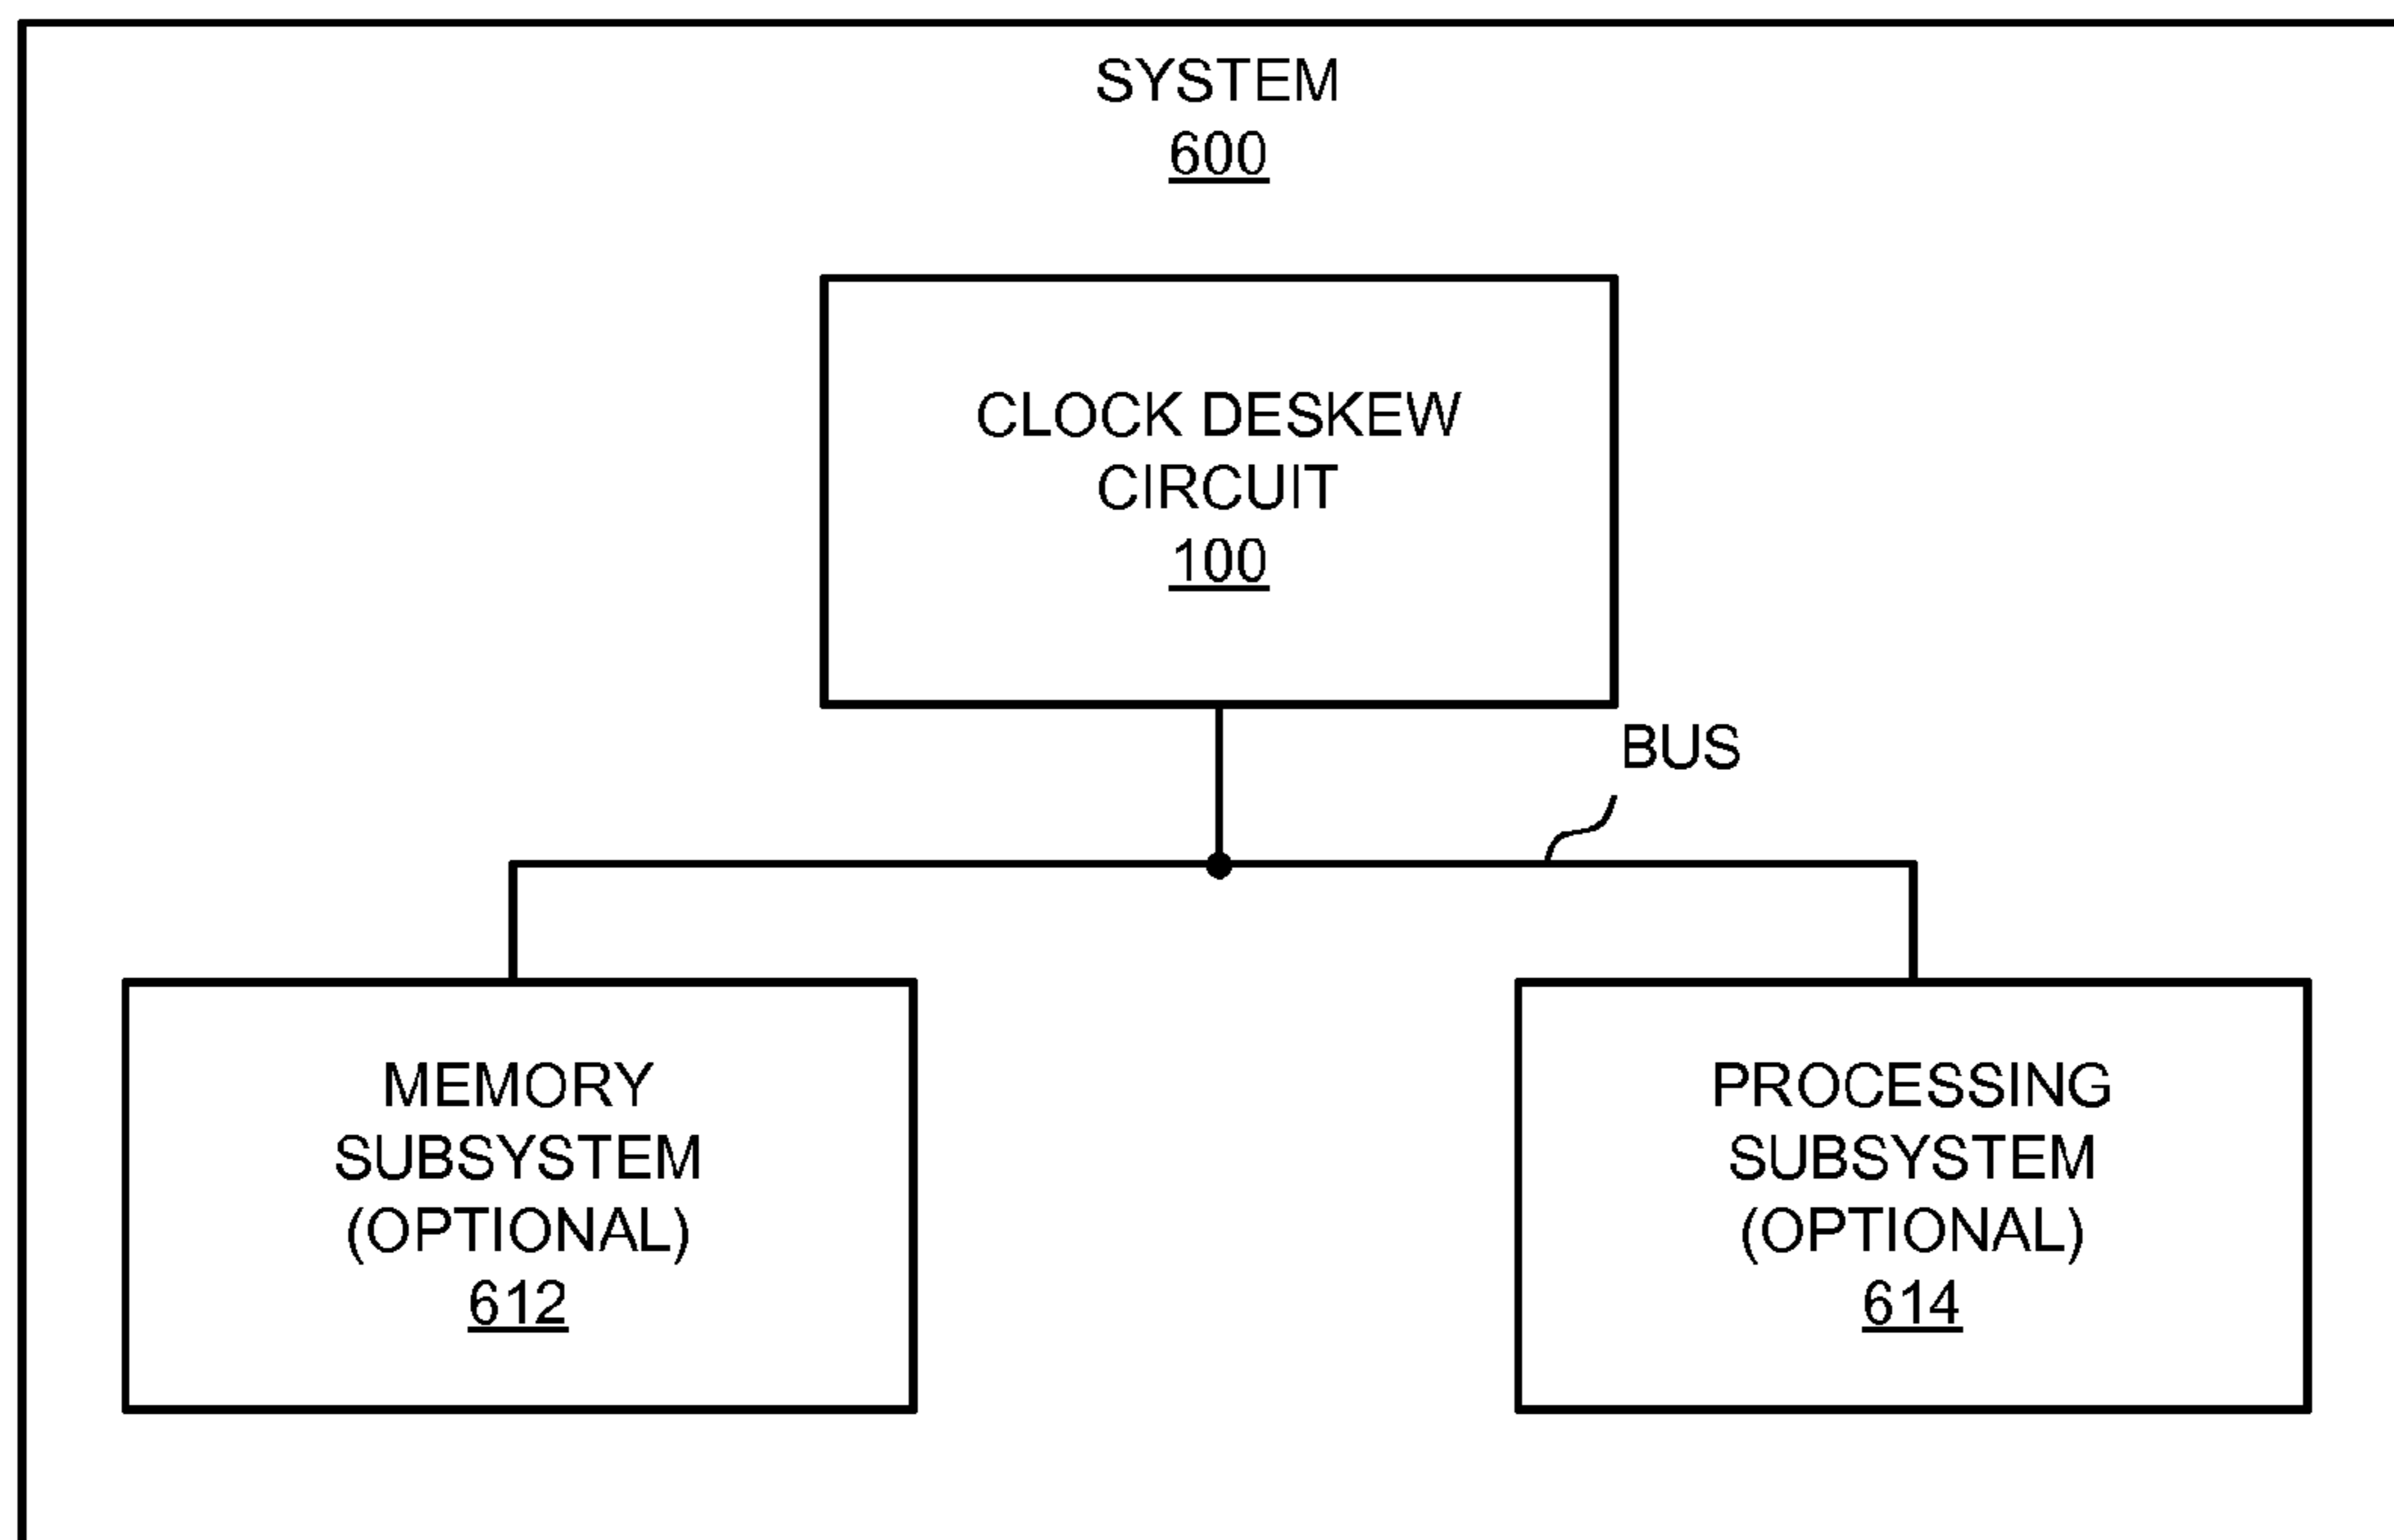 SYSTEM
600
CLOCK DESKEW
CIRCUIT
100
BUS
MEMORY
SUBSYSTEM
(OPTIONAL)
612
PROCESSING
SUBSYSTEM
(OPTIONAL)
614